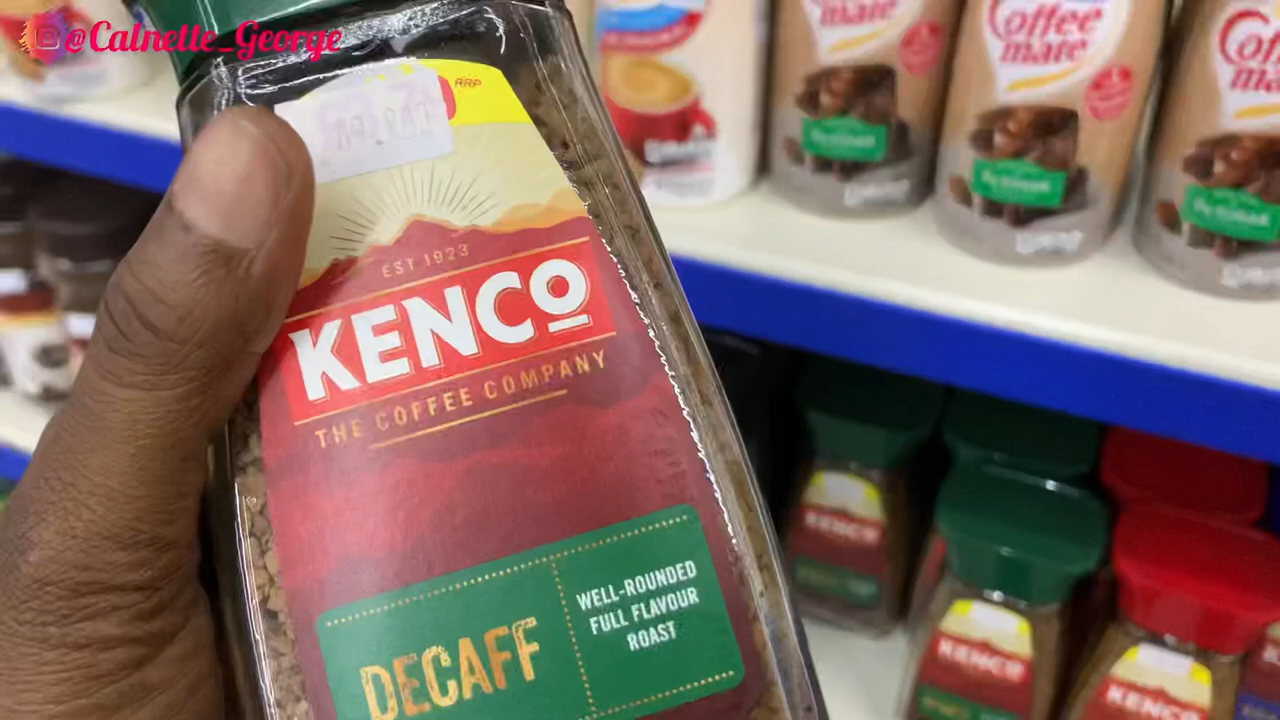 @Calnette_George
RRP
EST 1923
KENCO
THE COFFEE COMPANY
DECAFF
WELL-ROUNDED
FULL FLAVOUR
ROAST
mate
Coffee
mate
KENCO
KENCO
KENCO